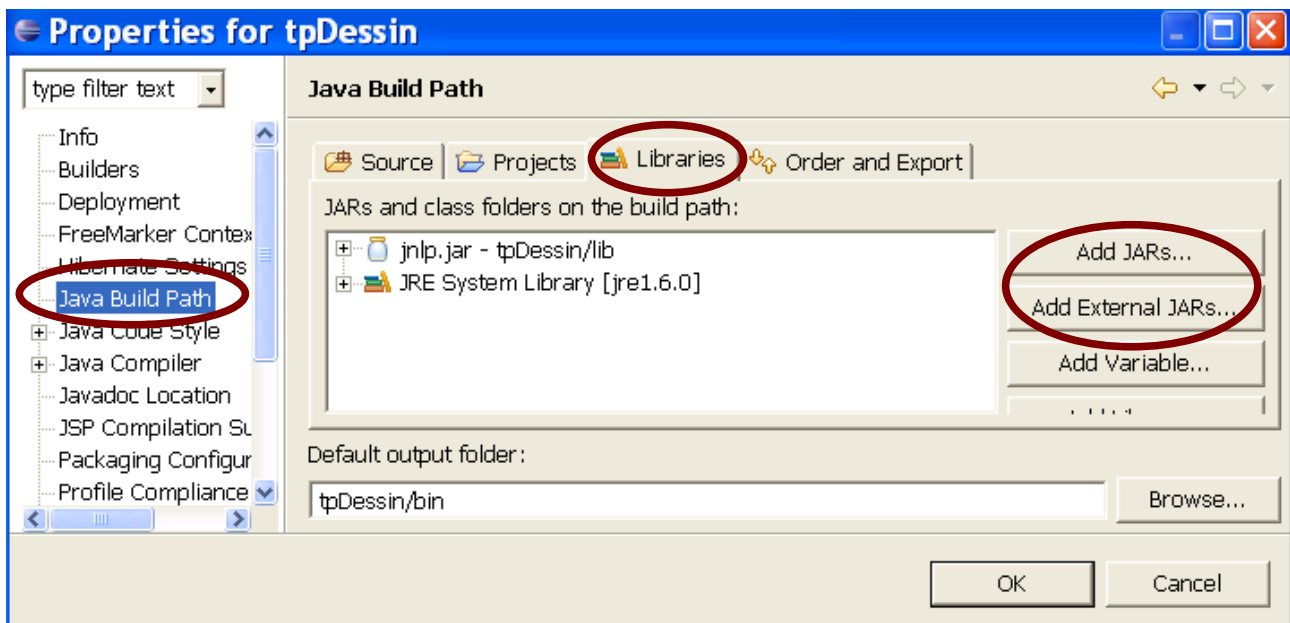 Properties for tpDessin
type filter text
Info
Builders
Deployment
FreeMarker Contex
Hibernate Settings
Java Build Path
Java Code Style
Java Compiler
Javadoc Location
JSP Compilation Su
Packaging Configur
Profile Compliance
Java Build Path
Source
Projects
Libraries
Order and Export
JARs and class folders on the build path:
jnlp.jar - tpDessin/lib
JRE System Library [jre1.6.0]
Add JARs...
Add External JARs...
Add Variable...
Default output folder:
tpDessin/bin
Browse...
OK
Cancel